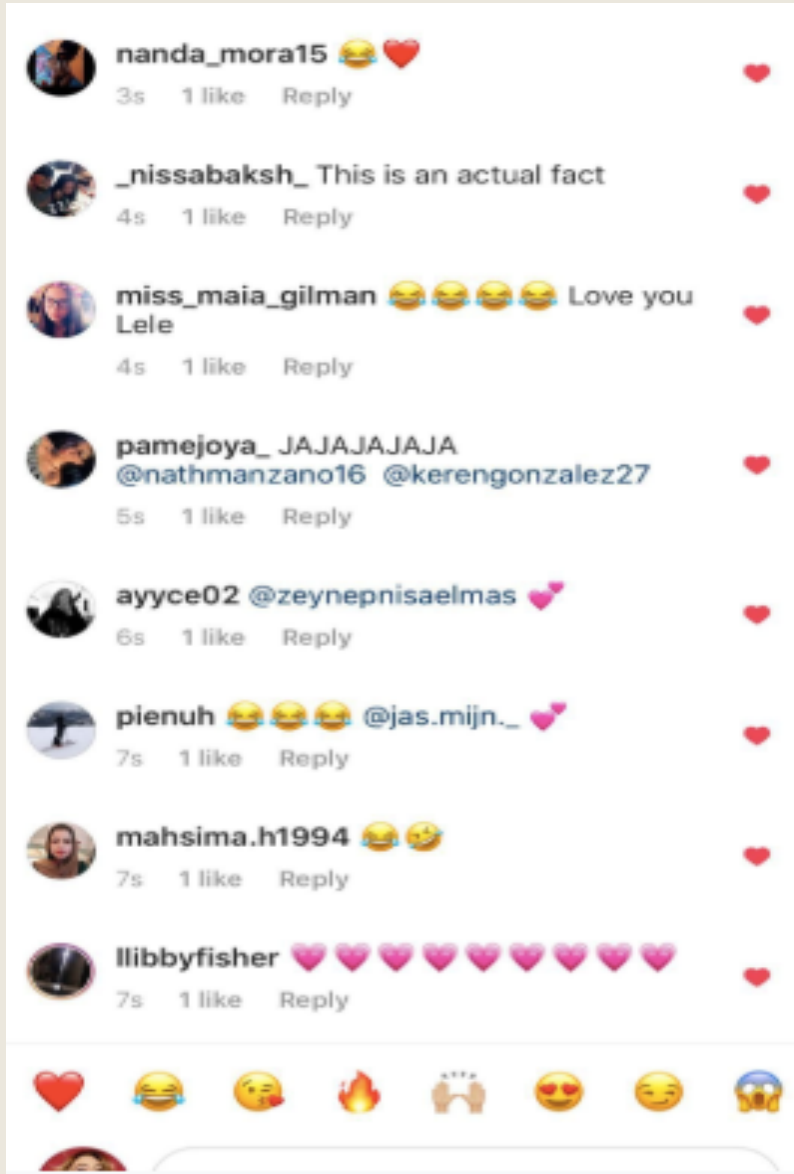 nanda_mora15 😂❤️
3s 1 like Reply
_nissabaksh_ This is an actual fact
4s 1 like Reply
miss_maia_gilman 😂😂😂😂 Love you
Lele
4s 1 like Reply
pamejoya_ JAJAJAJAJA
@nathmanzano16 @kerengonzalez27
5s 1 like Reply
ayyce02 @zeynepnisaelmas 💕
6s 1 like Reply
pienuh 😂😂😂 @jas.mijn._ 💕
7s 1 like Reply
mahsima.h1994 😂🤣
7s 1 like Reply
llibbyfisher 💗💗💗💗💗💗💗💗💗
7s 1 like Reply